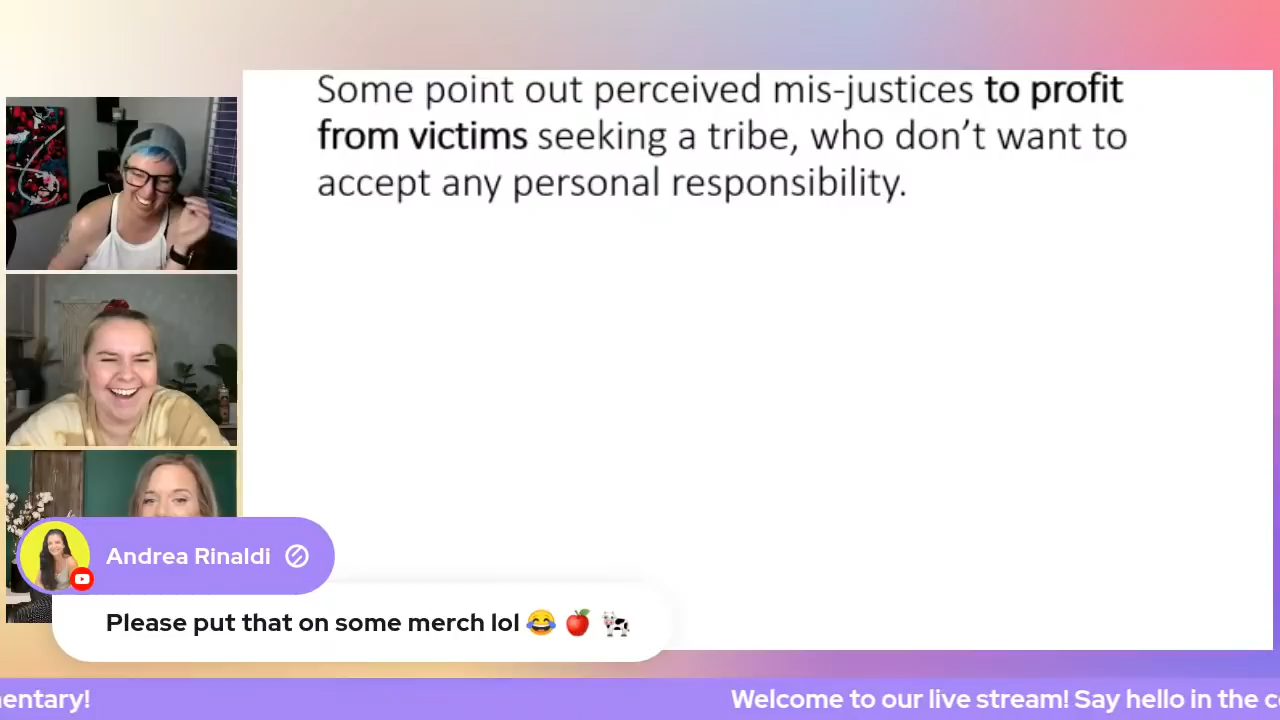 Some point out perceived mis-justices to profit
from victims seeking a tribe, who don’t want to
accept any personal responsibility.
Andrea Rinaldi
Please put that on some merch lol 😂 🍎 🐄
mentary! Welcome to our live stream! Say hello in the c